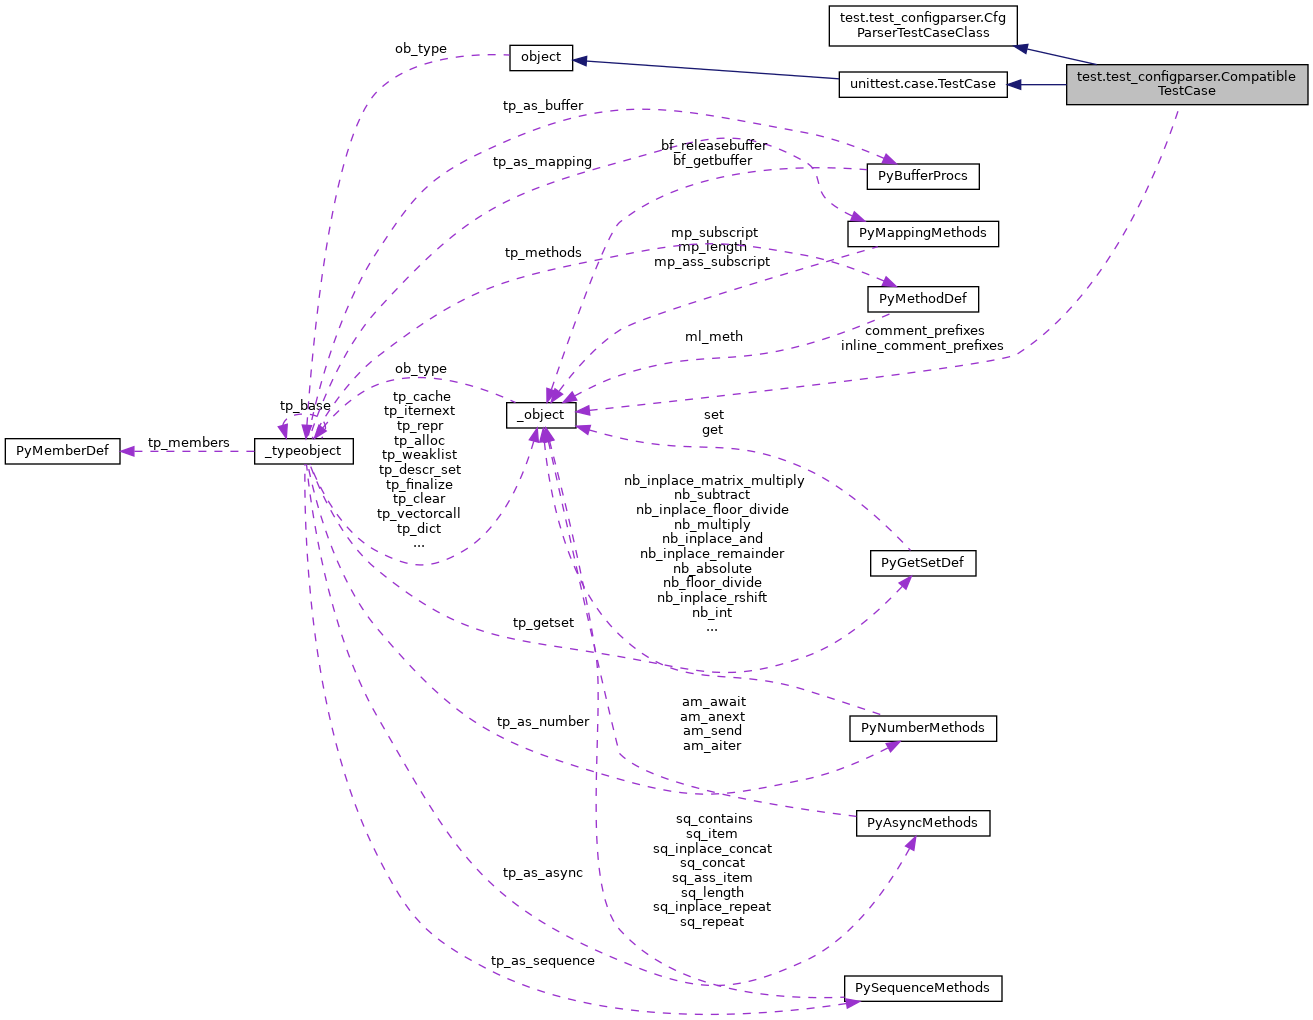 test.test_configparser.Cfg
ParserTestCaseClass
ob_type
object
unittest.case.TestCase
test.test_configparser.Compatible
TestCase
tp_as_buffer
bf_releasebuffer
bf_getbuffer
tp_as_mapping
PyBufferProcs
PyMappingMethods
mp_subscript
mp_length
mp_ass_subscript
tp_methods
PyMethodDef
ml_meth
comment_prefixes
inline_comment_prefixes
ob_type
tp_base
tp_cache
tp_iternext
tp_repr
tp_alloc
tp_weaklist
tp_descr_set
tp_finalize
tp_clear
tp_vectorcall
tp_dict
...
_object
set
get
PyMemberDef
tp_members
_typeobject
nb_inplace_matrix_multiply
nb_subtract
nb_inplace_floor_divide
nb_multiply
nb_inplace_and
nb_inplace_remainder
nb_absolute
nb_floor_divide
nb_inplace_rshift
nb_int
...
PyGetSetDef
tp_getset
am_await
am_anext
am_send
am_aiter
tp_as_number
PyNumberMethods
PyAsyncMethods
sq_contains
sq_item
sq_inplace_concat
sq_concat
sq_ass_item
sq_length
sq_inplace_repeat
sq_repeat
tp_as_async
tp_as_sequence
PySequenceMethods